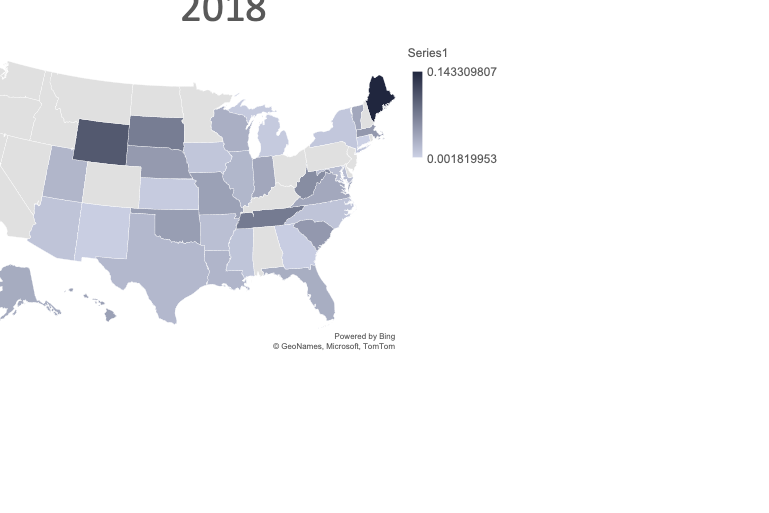 2018
Series1
0.143309807
0.001819953
Powered by Bing
© GeoNames, Microsoft, TomTom